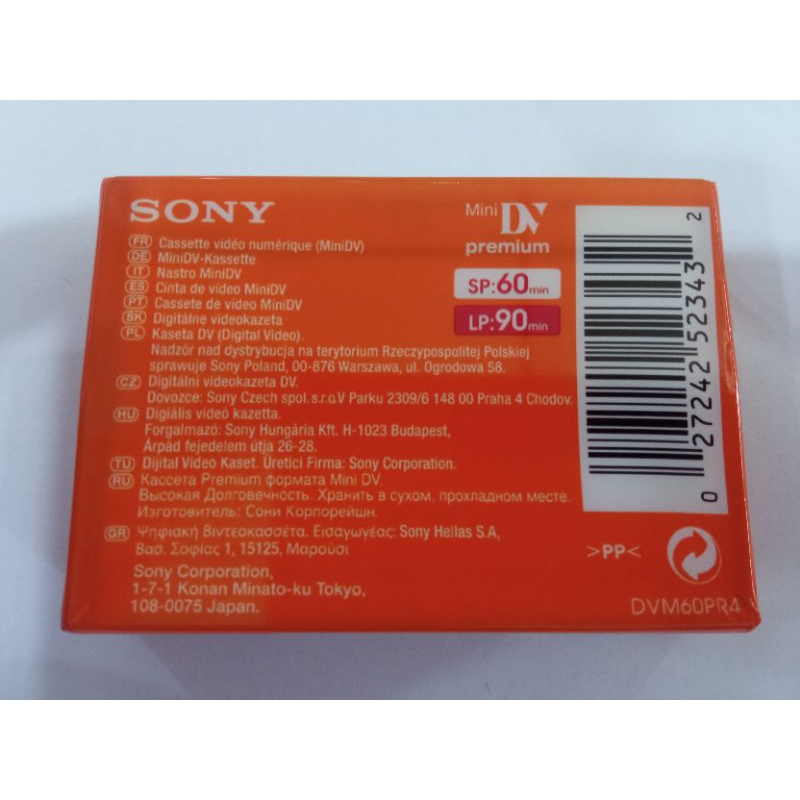 SONY
FR Cassette vidéo numérique (MiniDV)
DE MiniDV-Kassette
IT Nastro MiniDV
ES Cinta de vídeo MiniDV
PT Cassete de vídeo MiniDV
SK Digitálne videokazeta
PL Kaseta DV (Digital Video).
Nadzór nad dystrybucją na terytorium Rzeczypospolitej Polskiej
sprawuje Sony Poland, 00-876 Warszawa, ul. Ogrodowa 58.
CZ Digitální videokazeta DV.
Dovozce: Sony Czech spol.s.r.o.V Parku 2309/6 148 00 Praha 4 Chodov.
HU Digiális videó kazetta.
Forgalmazó: Sony Hungária Kft. H-1023 Budapest,
Árpád fejedelem útja 26-28.
TU Dijital Video Kaset. Üretici Firma: Sony Corporation.
RU Кассета Premium формата Mini DV.
Высокая Долговечность. Хранить в сухом, прохладном месте.
Изготовитель: Сони Корпорейшн.
GR Ψηφιακή Βιντεοκασσέτα. Εισαγωγέας: Sony Hellas S.A,
Βασ. Σοφίας 1, 15125, Μαρούσι
Sony Corporation,
1-7-1 Konan Minato-ku Tokyo,
108-0075 Japan.
Mini DV
premium
SP:60min
LP:90min
0 27242 52343 2
>PP<
DVM60PR4